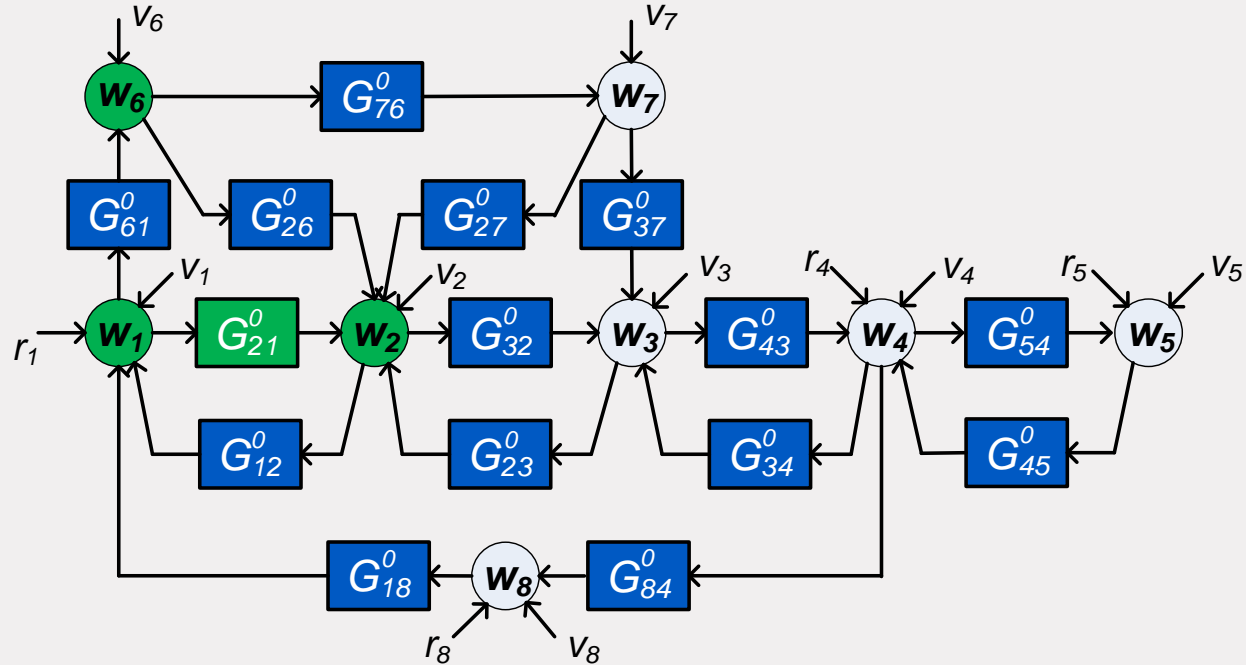 v6 v7
w6 G⁰76 w7
G⁰61 G⁰26 G⁰27 G⁰37
v1 v2 v3 r4 v4 r5 v5
r1 w1 G⁰21 w2 G⁰32 w3 G⁰43 w4 G⁰54 w5
G⁰12 G⁰23 G⁰34 G⁰45
G⁰18 w8 G⁰84
r8 v8